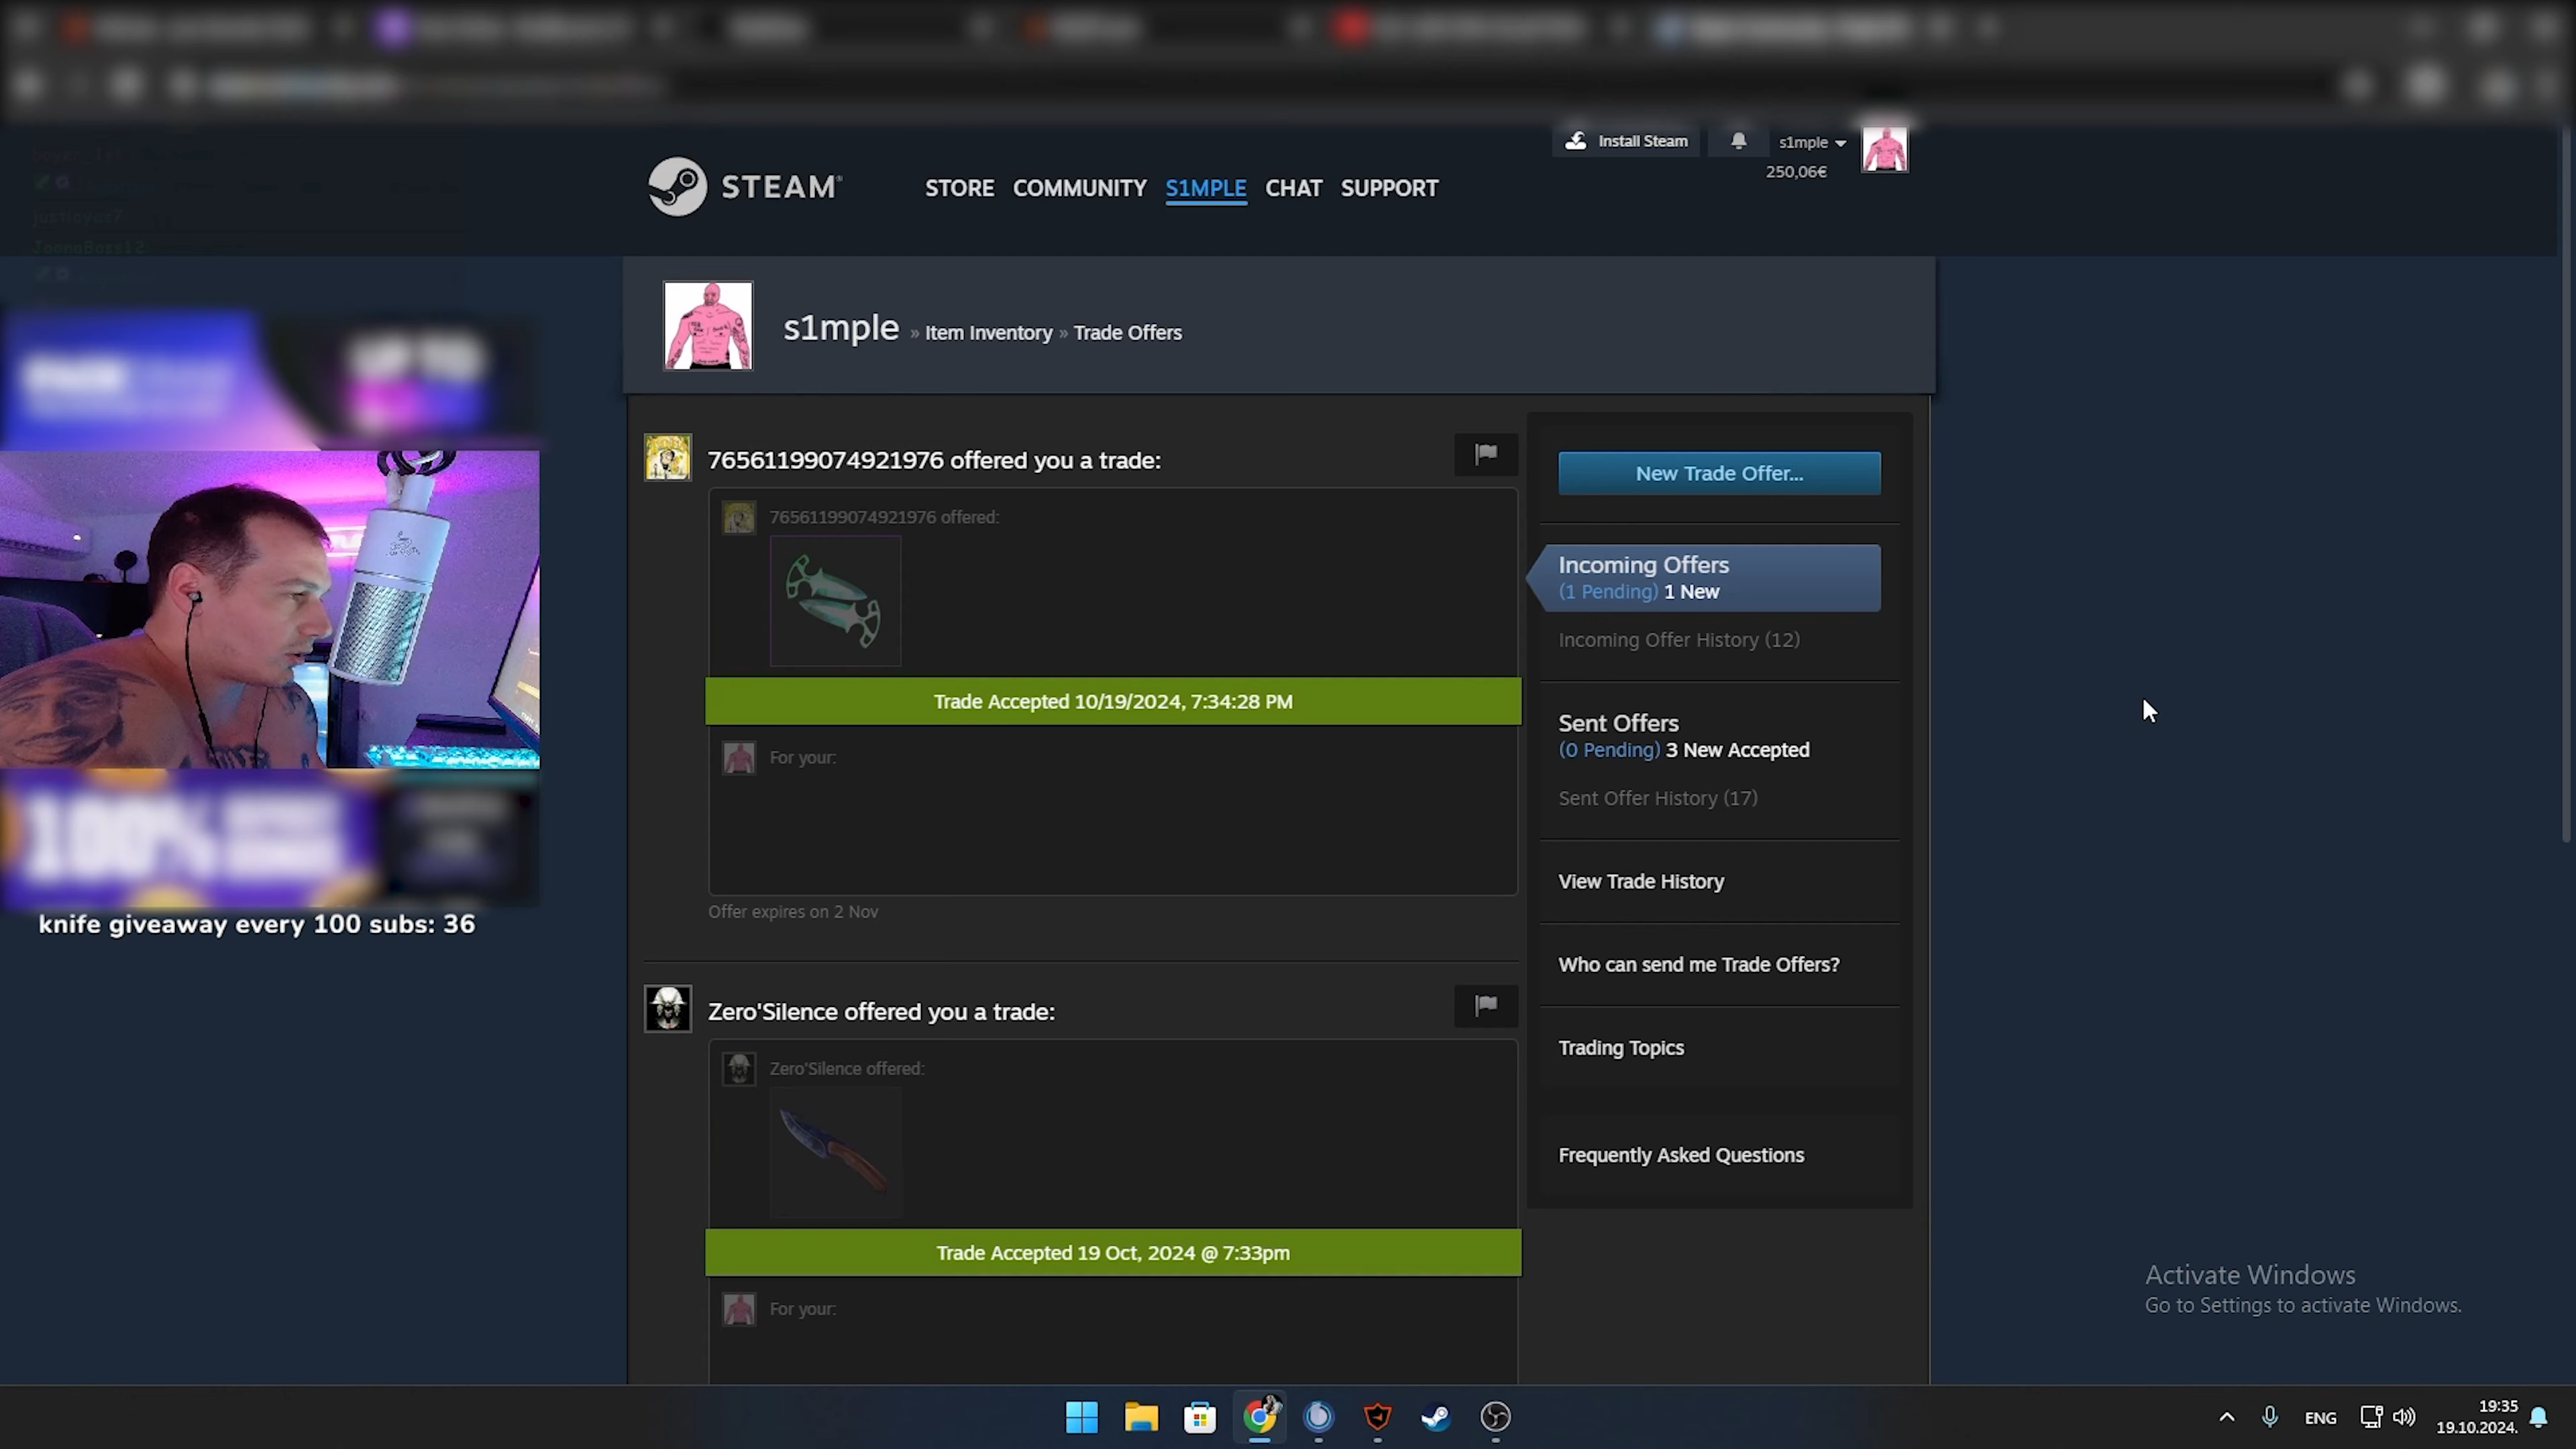 Install Steam
s1mple
250,06€
STEAM
STORE COMMUNITY S1MPLE CHAT SUPPORT
s1mple » Item Inventory » Trade Offers
76561199074921976 offered you a trade:
76561199074921976 offered:
Trade Accepted 10/19/2024, 7:34:28 PM
For your:
Offer expires on 2 Nov
Zero'Silence offered you a trade:
Zero'Silence offered:
Trade Accepted 19 Oct, 2024 @ 7:33pm
For your:
New Trade Offer...
Incoming Offers
(1 Pending) 1 New
Incoming Offer History (12)
Sent Offers
(0 Pending) 3 New Accepted
Sent Offer History (17)
View Trade History
Who can send me Trade Offers?
Trading Topics
Frequently Asked Questions
UP TO
100%
knife giveaway every 100 subs: 36
Activate Windows
Go to Settings to activate Windows.
ENG
19:35
19.10.2024.